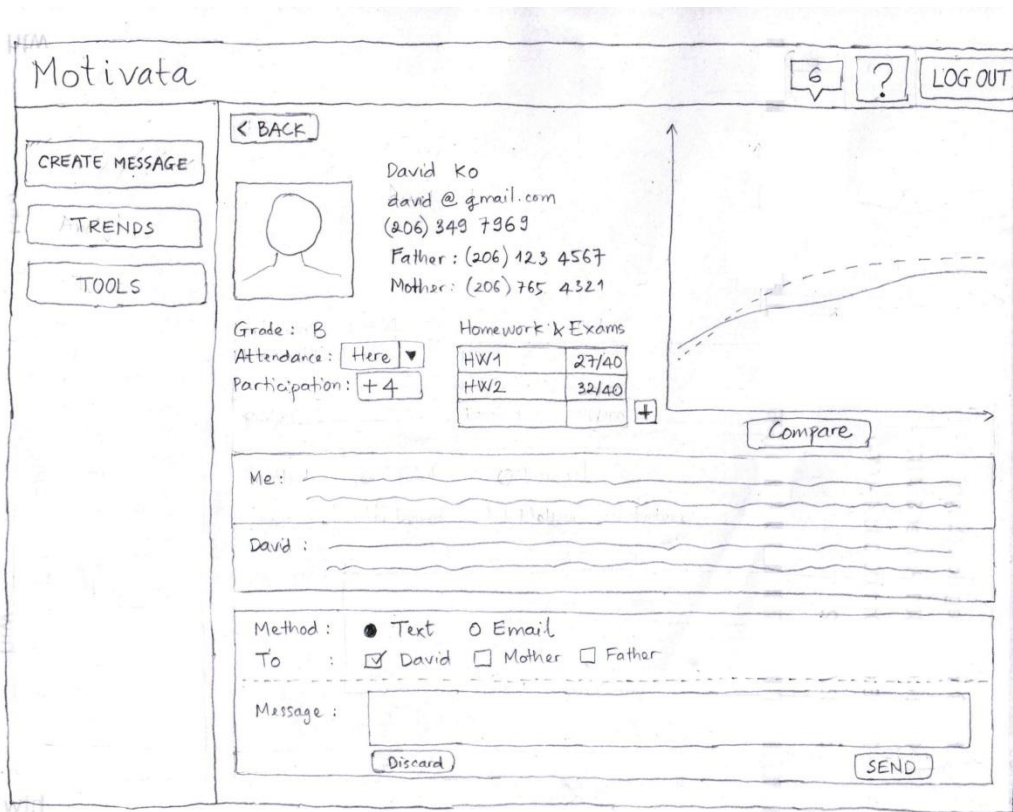 Motivata
6
?
LOG OUT
CREATE MESSAGE
TRENDS
TOOLS
< BACK
David Ko
david @ gmail.com
(206) 349 7969
Father : (206) 123 4567
Mother : (206) 765 4321
Grade : B
Attendance : Here ▼
Participation : +4
Homework & Exams
HW1 27/40
HW2 32/40
+
Compare
Me :
David :
Method : Text Email
To : David Mother Father
Message :
Discard
SEND